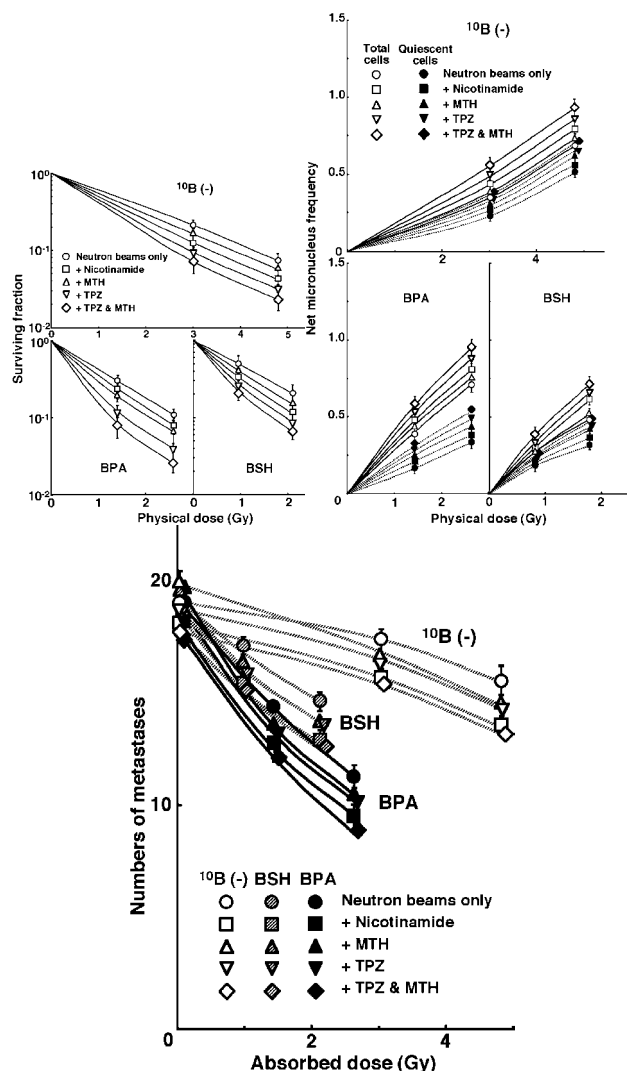 ¹⁰B (-)
Surviving fraction
10⁰
10⁻¹
10⁻²
Neutron beams only
+ Nicotinamide
+ MTH
+ TPZ
+ TPZ & MTH
0 1 2 3 4 5
10⁰
10⁻¹
10⁻²
BPA
BSH
0 1 2 0 1 2
Physical dose (Gy)
¹⁰B (-)
Net micronucleus frequency
1.5
1.0
0.5
0
Total cells
Quiescent cells
Neutron beams only
+ Nicotinamide
+ MTH
+ TPZ
+ TPZ & MTH
0 2 4
BPA
BSH
1.0
0.5
0
0 1 2 0 1 2
Physical dose (Gy)
Numbers of metastases
20
10
¹⁰B (-)
BSH
BPA
¹⁰B (-) BSH BPA
Neutron beams only
+ Nicotinamide
+ MTH
+ TPZ
+ TPZ & MTH
0 2 4
Absorbed dose (Gy)